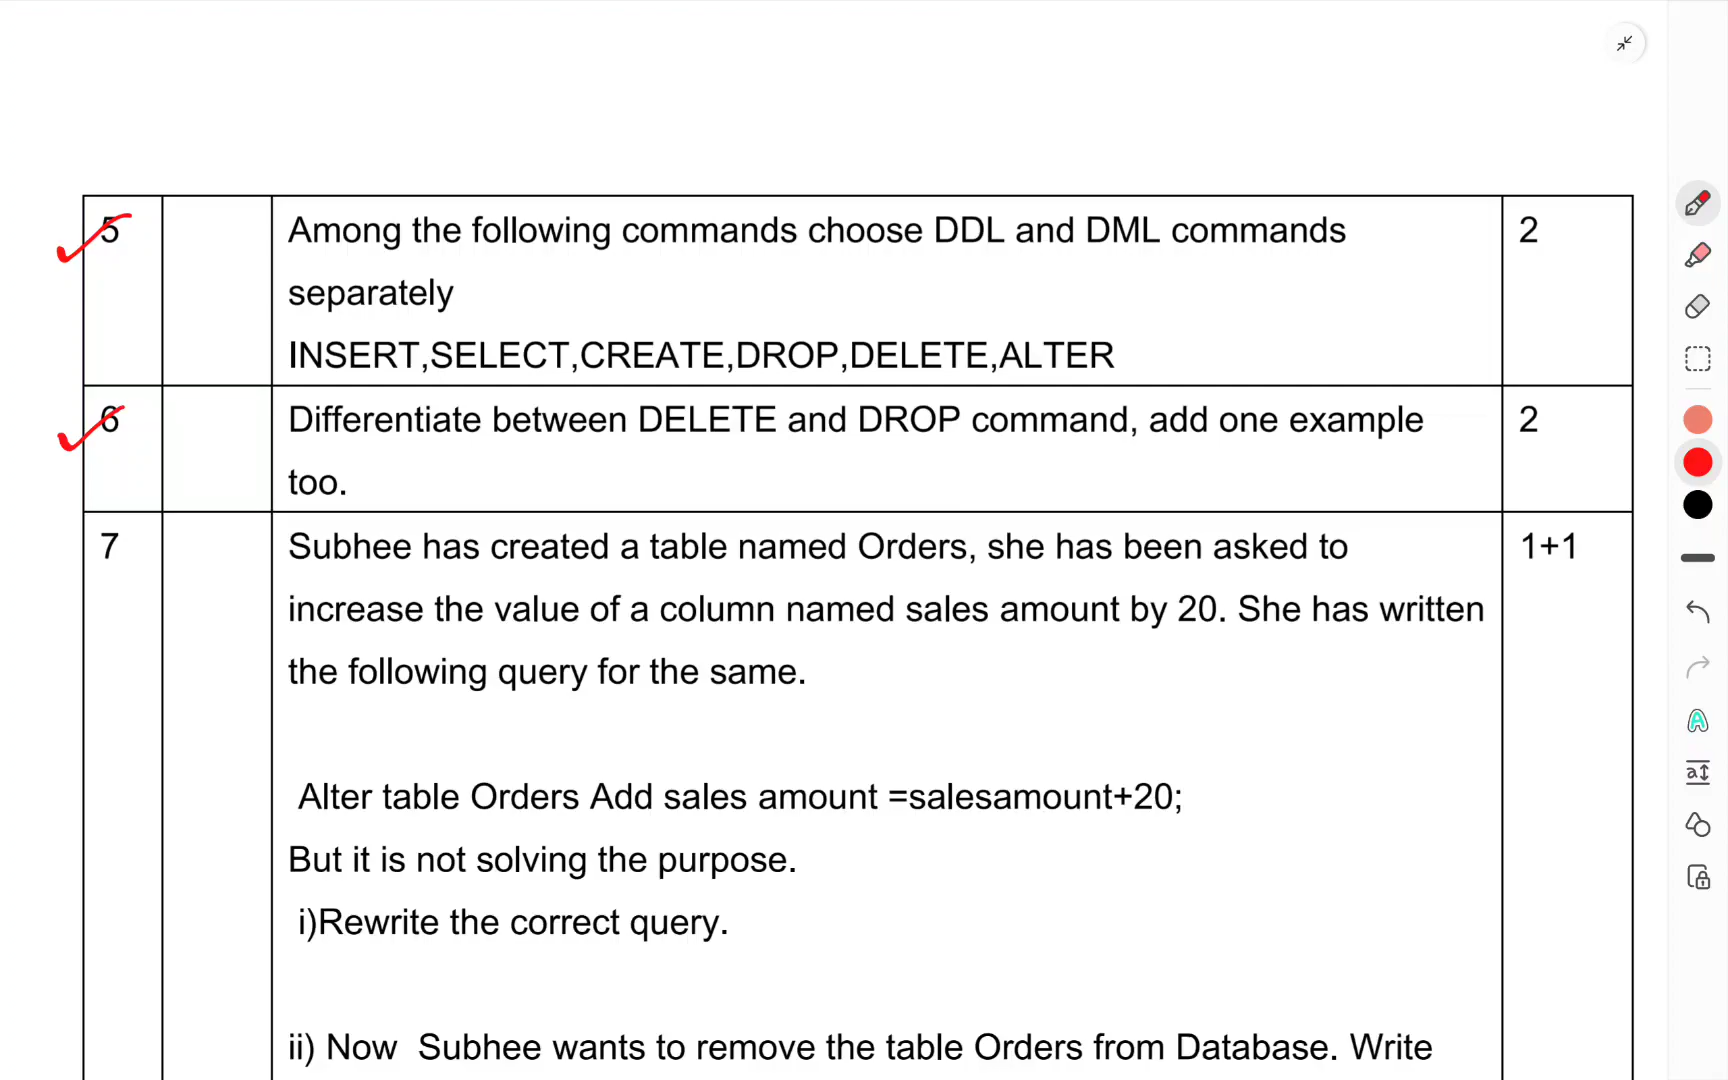 5 Among the following commands choose DDL and DML commands 2
separately
INSERT,SELECT,CREATE,DROP,DELETE,ALTER
6 Differentiate between DELETE and DROP command, add one example 2
too.
7 Subhee has created a table named Orders, she has been asked to 1+1
increase the value of a column named sales amount by 20. She has written
the following query for the same.
Alter table Orders Add sales amount =salesamount+20;
But it is not solving the purpose.
i)Rewrite the correct query.
ii) Now Subhee wants to remove the table Orders from Database. Write